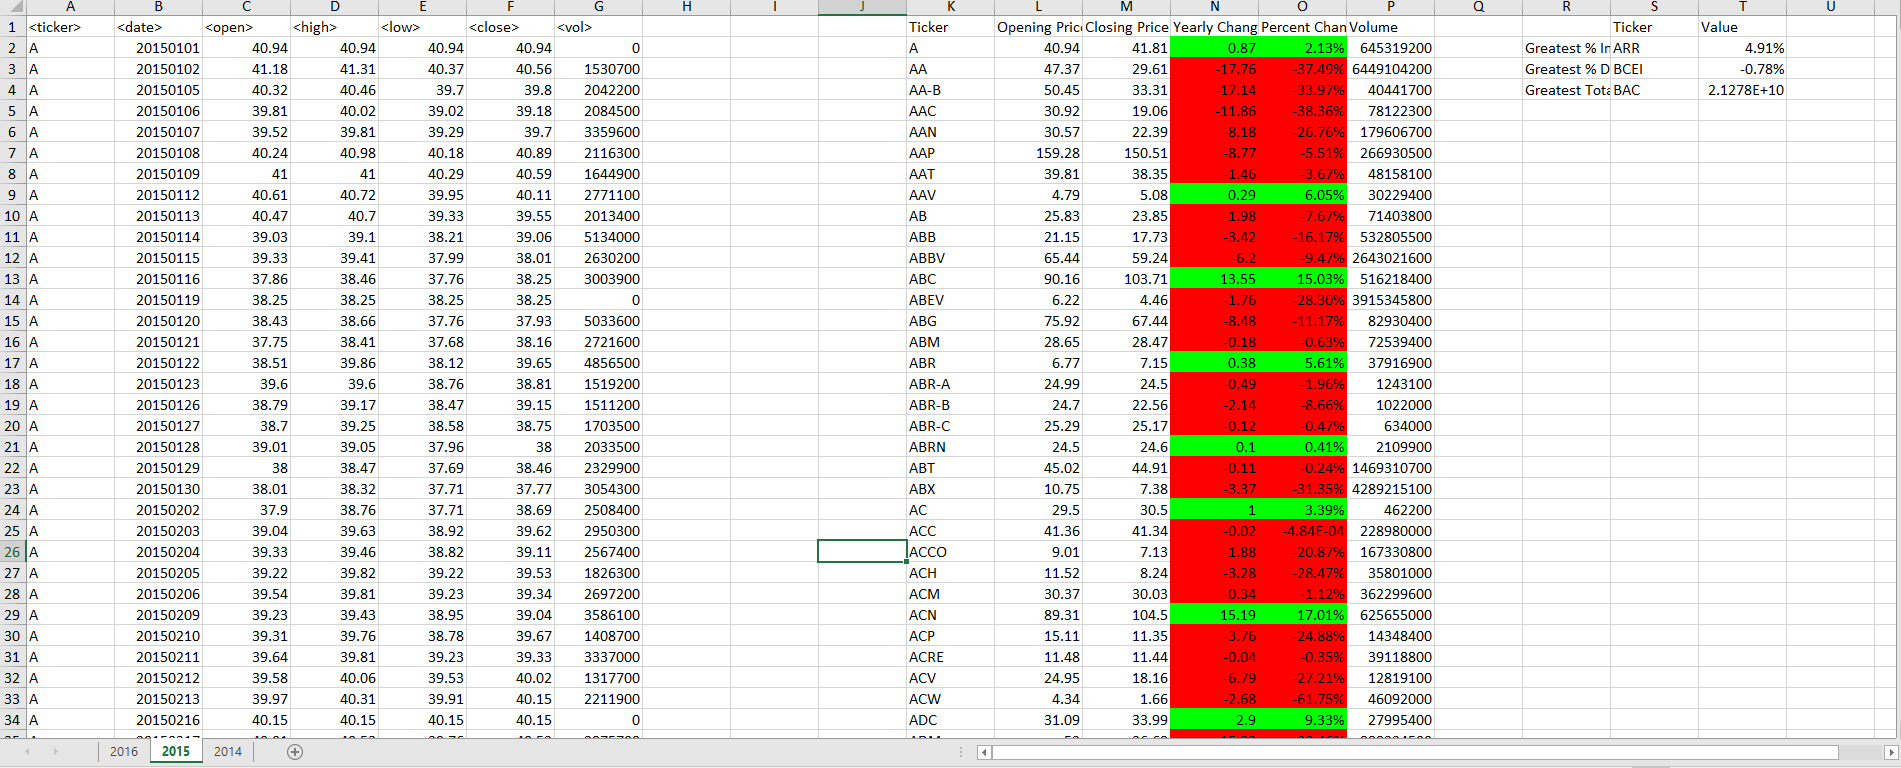 A B C D E F G H I J K L M N O P Q R S T U
1 <ticker> <date> <open> <high> <low> <close> <vol> Ticker Opening Pric Closing Price Yearly Chang Percent Chan Volume Ticker Value
2 A 20150101 40.94 40.94 40.94 40.94 0 A 40.94 41.81 0.87 2.13% 645319200 Greatest % In ARR 4.91%
3 A 20150102 41.18 41.31 40.37 40.56 1530700 AA 47.37 29.61 -17.76 -37.49% 6449104200 Greatest % D BCEI -0.78%
4 A 20150105 40.32 40.46 39.7 39.8 2042200 AA-B 50.45 33.31 -17.14 -33.97% 40441700 Greatest Tota BAC 2.1278E+10
5 A 20150106 39.81 40.02 39.02 39.18 2084500 AAC 30.92 19.06 -11.86 -38.36% 78122300
6 A 20150107 39.52 39.81 39.29 39.7 3359600 AAN 30.57 22.39 -8.18 -26.76% 179606700
7 A 20150108 40.24 40.98 40.18 40.89 2116300 AAP 159.28 150.51 -8.77 -5.51% 266930500
8 A 20150109 41 41 40.29 40.59 1644900 AAT 39.81 38.35 -1.46 -3.67% 48158100
9 A 20150112 40.61 40.72 39.95 40.11 2771100 AAV 4.79 5.08 0.29 6.05% 30229400
10 A 20150113 40.47 40.7 39.33 39.55 2013400 AB 25.83 23.85 -1.98 -7.67% 71403800
11 A 20150114 39.03 39.1 38.21 39.06 5134000 ABB 21.15 17.73 -3.42 -16.17% 532805500
12 A 20150115 39.33 39.41 37.99 38.01 2630200 ABBV 65.44 59.24 -6.2 -9.47% 2643021600
13 A 20150116 37.86 38.46 37.76 38.25 3003900 ABC 90.16 103.71 13.55 15.03% 516218400
14 A 20150119 38.25 38.25 38.25 38.25 0 ABEV 6.22 4.46 -1.76 -28.30% 3915345800
15 A 20150120 38.43 38.66 37.76 37.93 5033600 ABG 75.92 67.44 -8.48 -11.17% 82930400
16 A 20150121 37.75 38.41 37.68 38.16 2721600 ABM 28.65 28.47 -0.18 -0.63% 72539400
17 A 20150122 38.51 39.86 38.12 39.65 4856500 ABR 6.77 7.15 0.38 5.61% 37916900
18 A 20150123 39.6 39.6 38.76 38.81 1519200 ABR-A 24.99 24.5 -0.49 -1.96% 1243100
19 A 20150126 38.79 39.17 38.47 39.15 1511200 ABR-B 24.7 22.56 -2.14 -8.66% 1022000
20 A 20150127 38.7 39.25 38.58 38.75 1703500 ABR-C 25.29 25.17 -0.12 -0.47% 634000
21 A 20150128 39.01 39.05 37.96 38 2033500 ABRN 24.5 24.6 0.1 0.41% 2109900
22 A 20150129 38 38.47 37.69 38.46 2329900 ABT 45.02 44.91 -0.11 -0.24% 1469310700
23 A 20150130 38.01 38.32 37.71 37.77 3054300 ABX 10.75 7.38 -3.37 -31.35% 4289215100
24 A 20150202 37.9 38.76 37.71 38.69 2508400 AC 29.5 30.5 1 3.39% 462200
25 A 20150203 39.04 39.63 38.92 39.62 2950300 ACC 41.36 41.34 -0.02 -4.84E-04 228980000
26 A 20150204 39.33 39.46 38.82 39.11 2567400 ACCO 9.01 7.13 -1.88 -20.87% 167330800
27 A 20150205 39.22 39.82 39.22 39.53 1826300 ACH 11.52 8.24 -3.28 -28.47% 35801000
28 A 20150206 39.54 39.81 39.23 39.34 2697200 ACM 30.37 30.03 -0.34 -1.12% 362299600
29 A 20150209 39.23 39.43 38.95 39.04 3586100 ACN 89.31 104.5 15.19 17.01% 625655000
30 A 20150210 39.31 39.76 38.78 39.67 1408700 ACP 15.11 11.35 -3.76 -24.88% 14348400
31 A 20150211 39.64 39.81 39.23 39.33 3337000 ACRE 11.48 11.44 -0.04 -0.35% 39118800
32 A 20150212 39.58 40.06 39.53 40.02 1317700 ACV 24.95 18.16 -6.79 -27.21% 12819100
33 A 20150213 39.97 40.31 39.91 40.15 2211900 ACW 4.34 1.66 -2.68 -61.75% 46092000
34 A 20150216 40.15 40.15 40.15 40.15 0 ADC 31.09 33.99 2.9 9.33% 27995400
2016 2015 2014